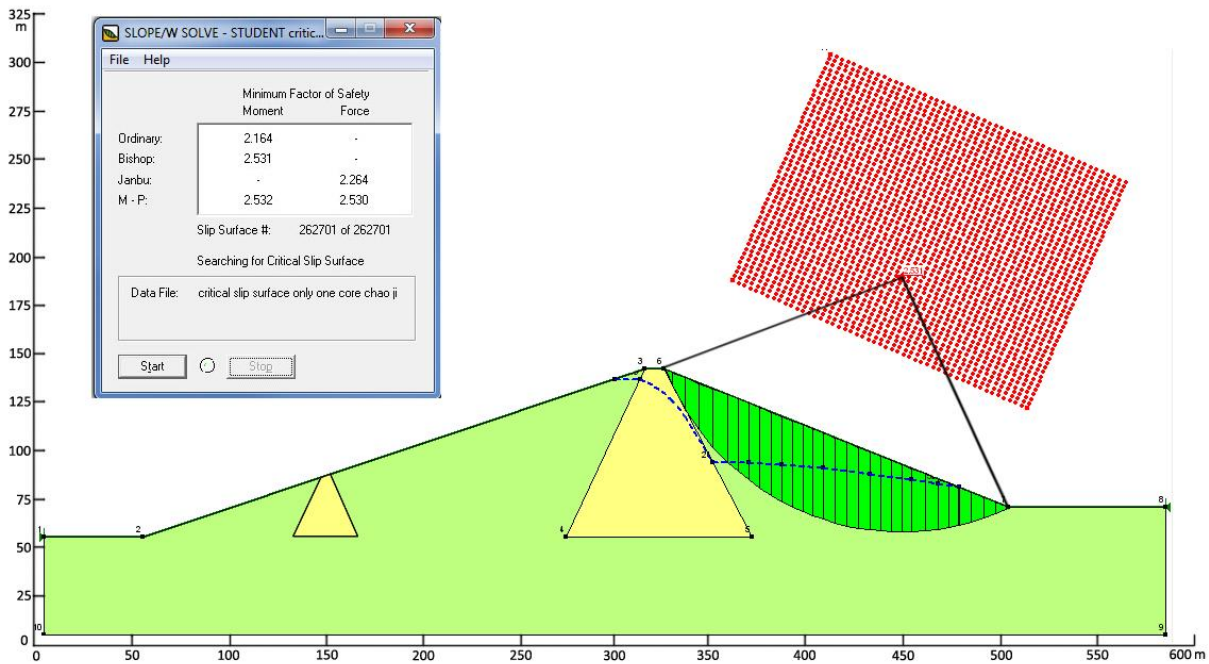 325
m
300
275
250
225
200
175
150
125
100
75
50
25
0
SLOPE/W SOLVE - STUDENT critic...
File Help
Minimum Factor of Safety
Moment Force
Ordinary: 2.164 -
Bishop: 2.531 -
Janbu: - 2.264
M - P: 2.532 2.530
Slip Surface #: 262701 of 262701
Searching for Critical Slip Surface
Data File: critical slip surface only one core chao ji
Start Stop
3 6
2
1 2
4 5
8
10
9
0 50 100 150 200 250 300 350 400 450 500 550 600 m